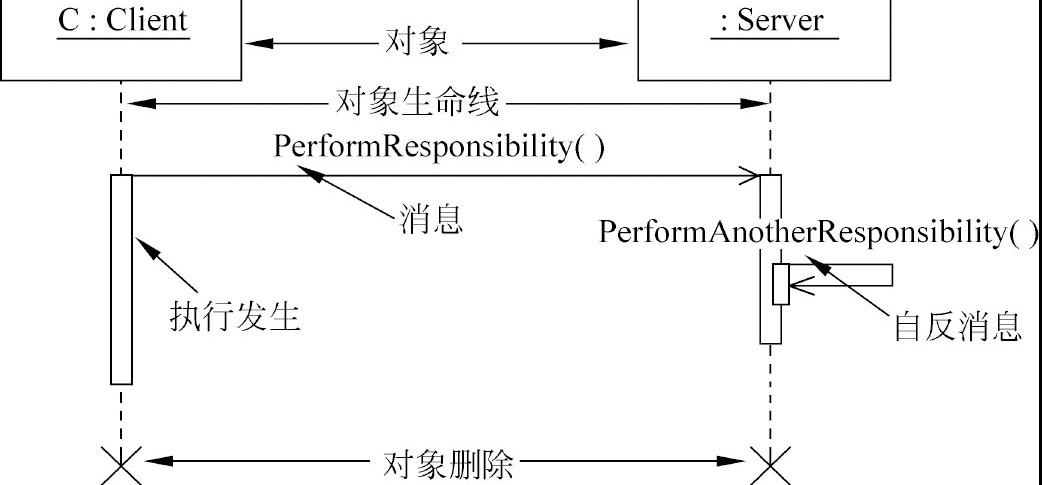 C : Client
对象
: Server
对象生命线
PerformResponsibility( )
消息
PerformAnotherResponsibility( )
执行发生
自反消息
对象删除